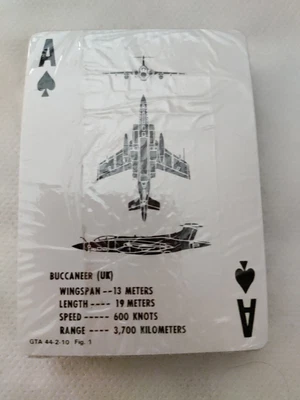 A
BUCCANEER (UK)
WINGSPAN --13 METERS
LENGTH ---- 19 METERS
SPEED ----- 600 KNOTS
RANGE ---- 3,700 KILOMETERS
GTA 44-2-10 Fig. 1
A